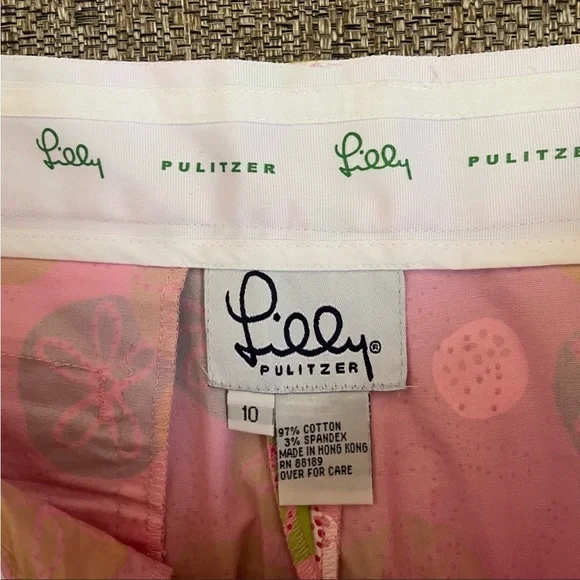 Lilly PULITZER Lilly PULITZE
Lilly®
PULITZER
10
97% COTTON
3% SPANDEX
MADE IN HONG KONG
RN 88189
OVER FOR CARE